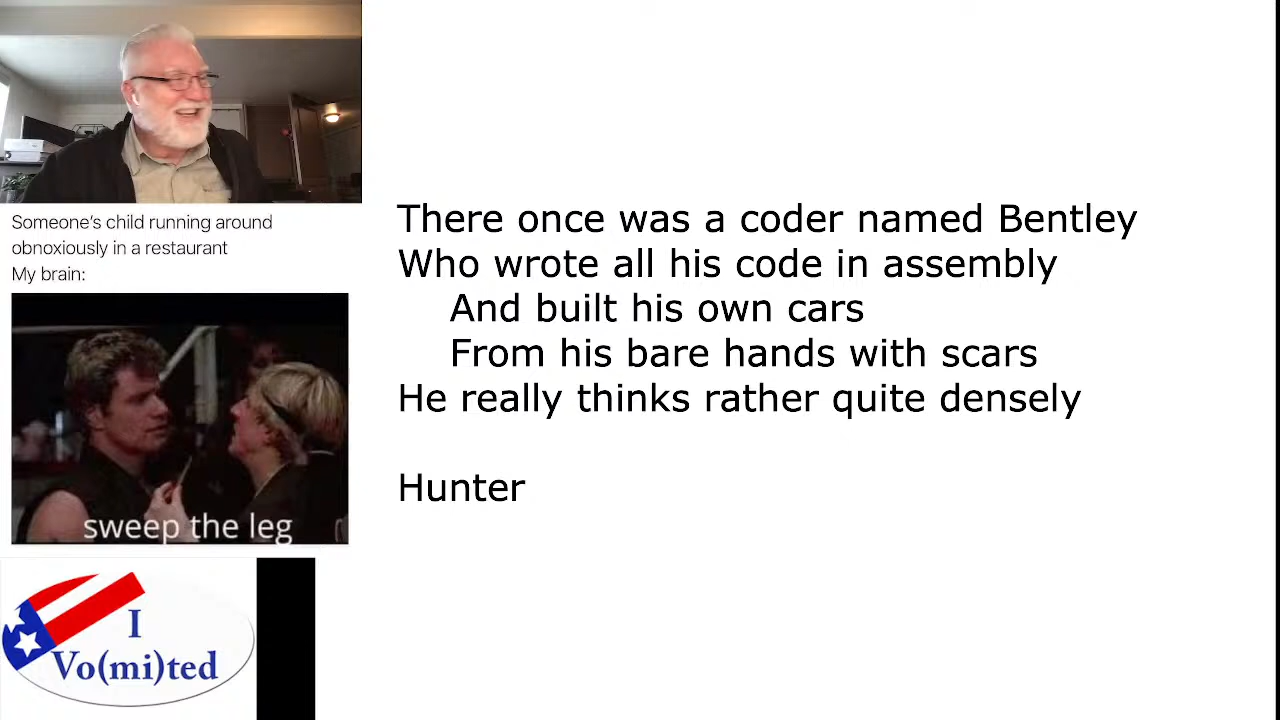 Someone's child running around
obnoxiously in a restaurant
My brain:
sweep the leg
I
Vo(mi)ted
There once was a coder named Bentley
Who wrote all his code in assembly
And built his own cars
From his bare hands with scars
He really thinks rather quite densely
Hunter